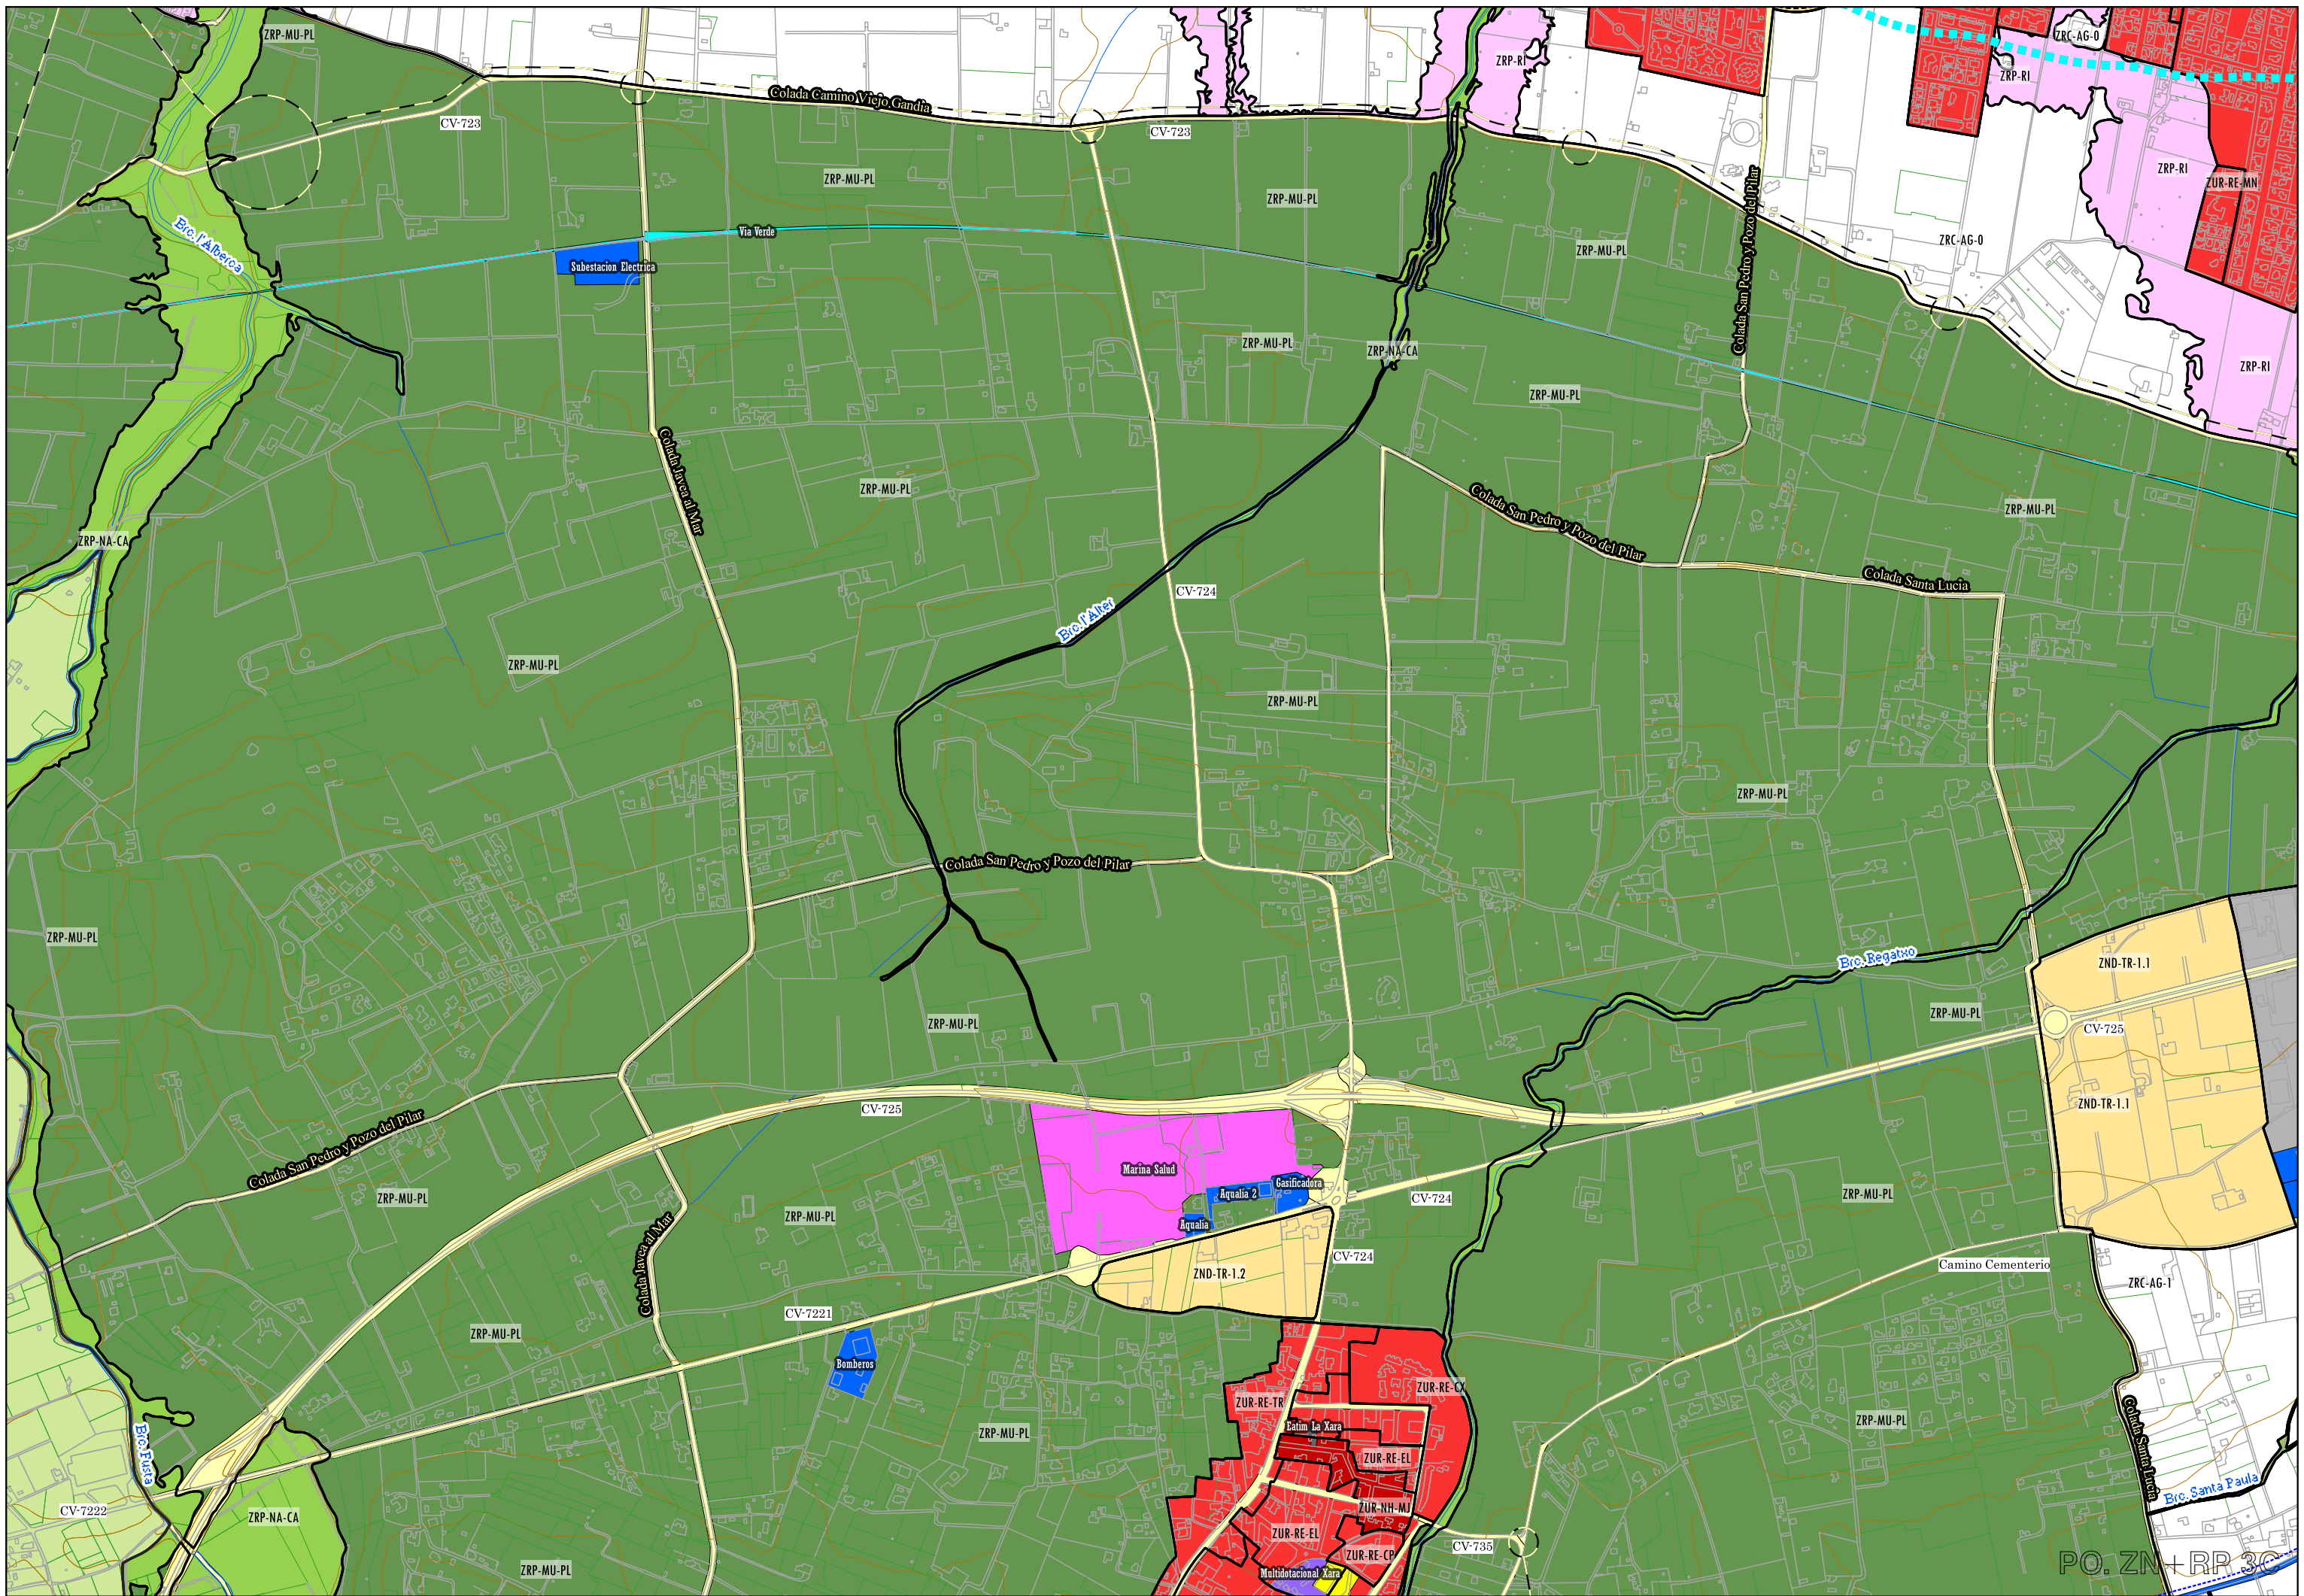 ZRP-MU-PL
ZRC-AG-0
ZRP-RI
ZRP-RI
Colada Camino Viejo Gandia
CV-723
CV-723
ZRP-RI
ZRP-MU-PL
ZUR-RE-MN
ZRP-MU-PL
Colada San Pedro y Pozo del Pilar
Brc. l'Alberca
Via Verde
ZRC-AG-0
ZRP-MU-PL
Subestacion Electrica
ZRP-MU-PL
ZRP-NA-CA
ZRP-RI
ZRP-MU-PL
Colada Javea al Mar
ZRP-MU-PL
Colada San Pedro y Pozo del Pilar
ZRP-MU-PL
ZRP-NA-CA
Colada Santa Lucia
CV-724
Brc. l'Alter
ZRP-MU-PL
ZRP-MU-PL
ZRP-MU-PL
Colada San Pedro y Pozo del Pilar
ZRP-MU-PL
Brc. Regatxo
ZND-TR-1.1
ZRP-MU-PL
ZRP-MU-PL
CV-725
CV-725
ZND-TR-1.1
Colada San Pedro y Pozo del Pilar
Marina Salud
Gasificadora
Aqualia 2
ZRP-MU-PL
CV-724
ZRP-MU-PL
ZRP-MU-PL
Aqualia
Colada Javea al Mar
CV-724
Camino Cementerio
ZND-TR-1.2
ZRC-AG-1
CV-7221
ZRP-MU-PL
Bomberos
ZUR-RE-CX
ZUR-RE-TR
Eatim La Xara
ZRP-MU-PL
ZRP-MU-PL
Colada Santa Lucia
Brc. Fusta
ZUR-RE-EL
Brc. Santa Paula
CV-7222
ZRP-NA-CA
ZUR-NH-MJ
ZUR-RE-EL
CV-735
ZUR-RE-CP
ZRP-MU-PL
Multidotacional Xara
PO. ZN+RP 3C